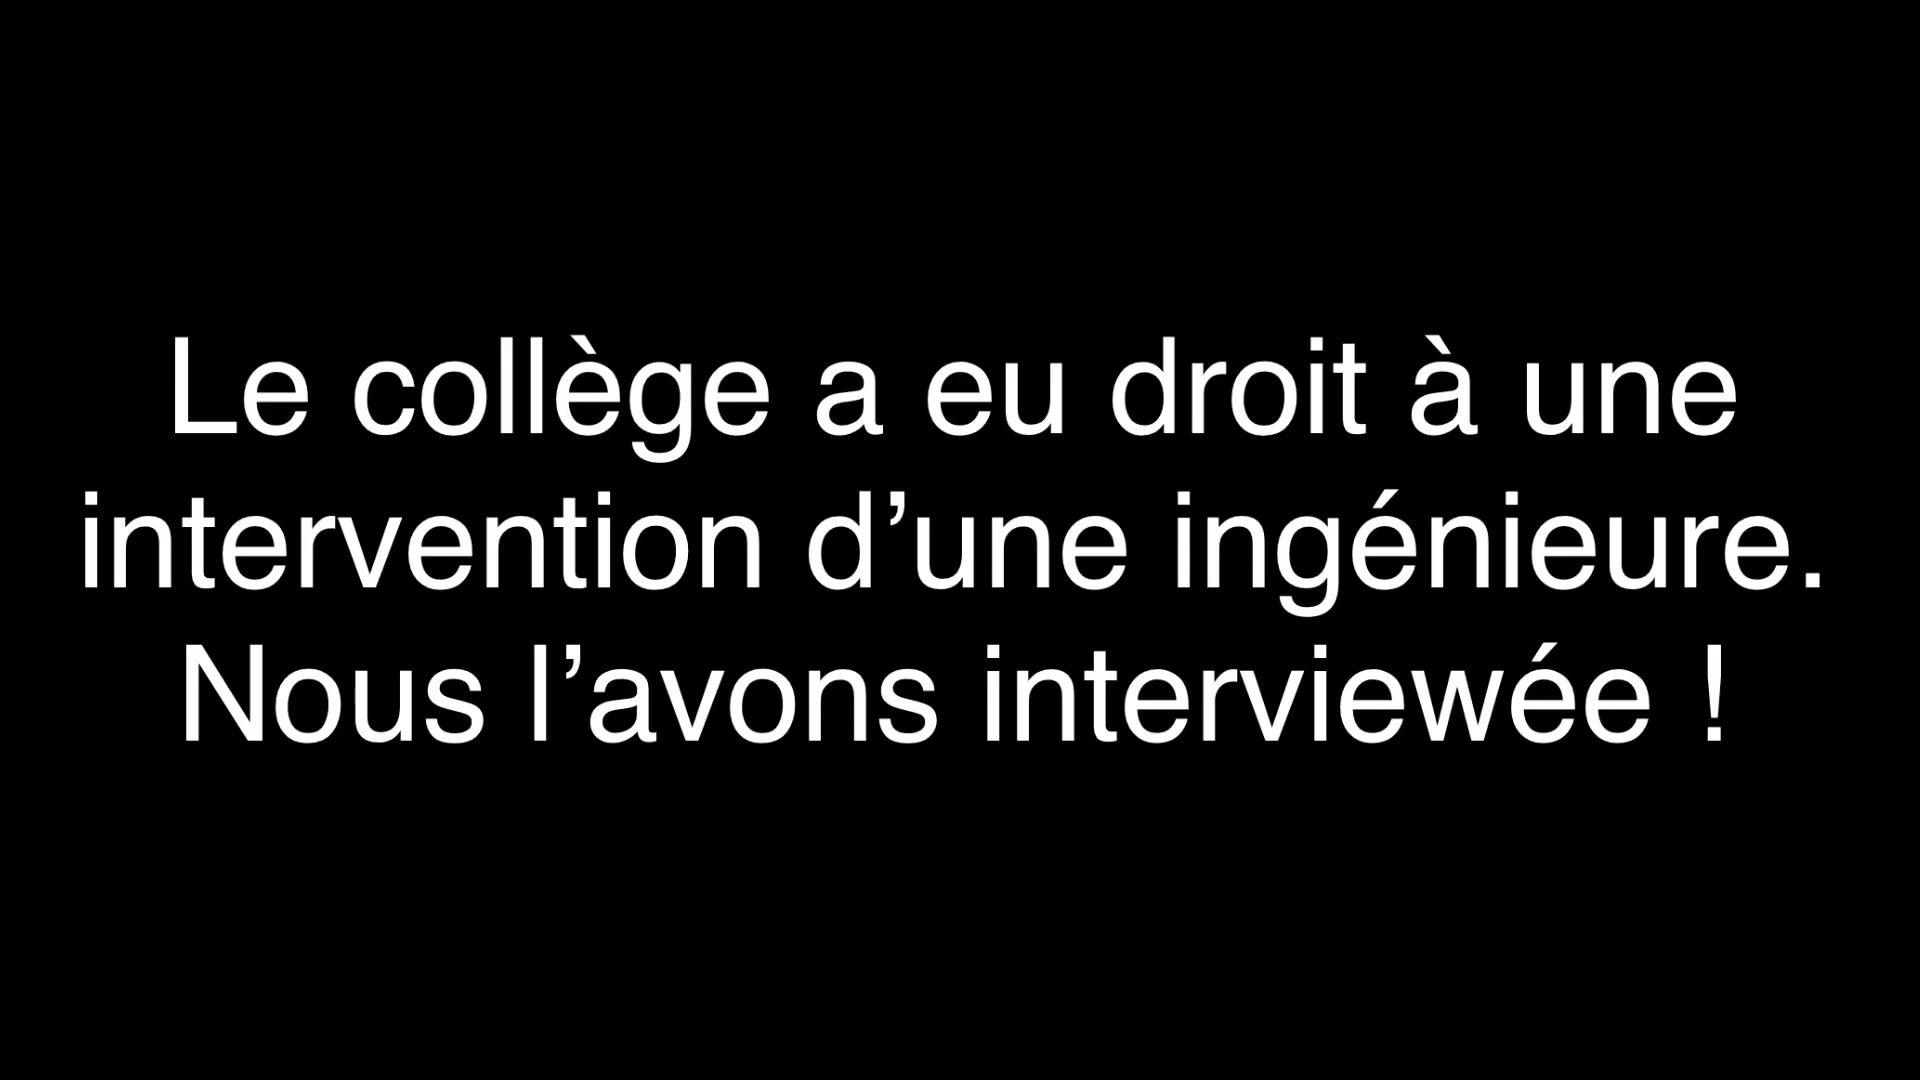 Le collège a eu droit à une
intervention d’une ingénieure.
Nous l’avons interviewée !